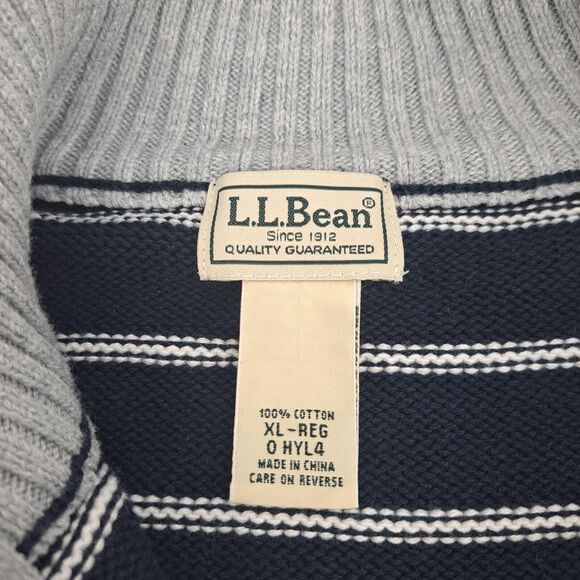 L.L.Bean®
Since 1912
QUALITY GUARANTEED
100% COTTON
XL-REG
0 HYL4
MADE IN CHINA
CARE ON REVERSE